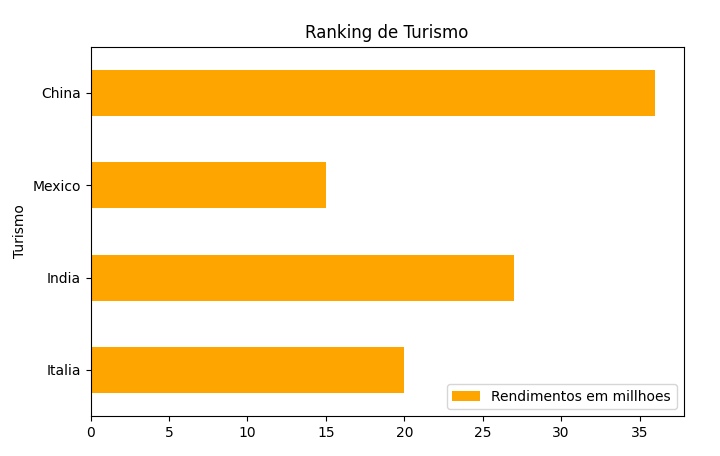 Ranking de Turismo
China
Mexico
India
Italia
Turismo
Rendimentos em millhoes
0 5 10 15 20 25 30 35